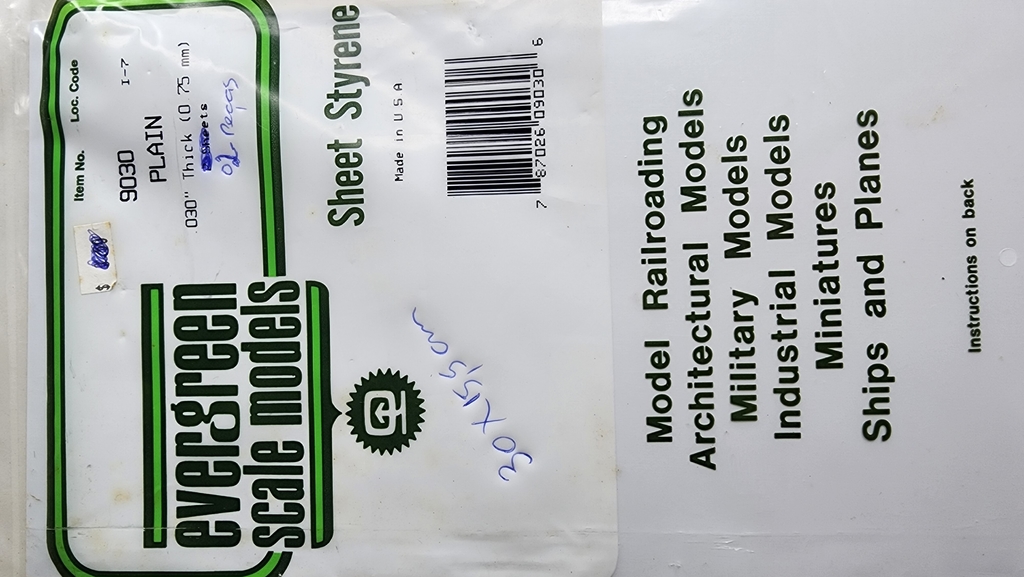 Item No.
Loc. Code
9030
I-7
PLAIN
.030" Thick (0 75 mm)
02 Peças
evergreen
scale models
Sheet Styrene
Made in U S A
30 x 15,5 cm
7 87026 09030 6
$
Model Railroading
Architectural Models
Military Models
Industrial Models
Miniatures
Ships and Planes
Instructions on back